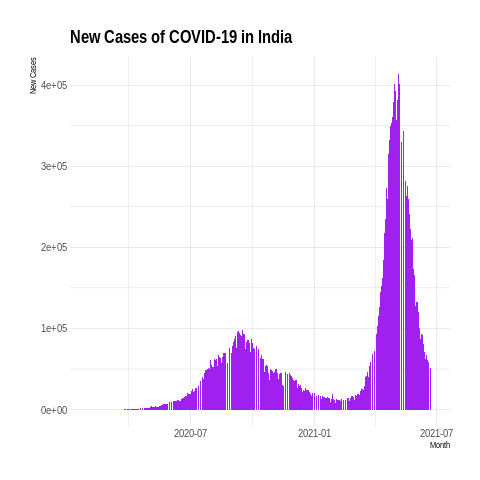 New Cases of COVID-19 in India
New Cases
4e+05
3e+05
2e+05
1e+05
0e+00
2020-07 2021-01 2021-07
Month